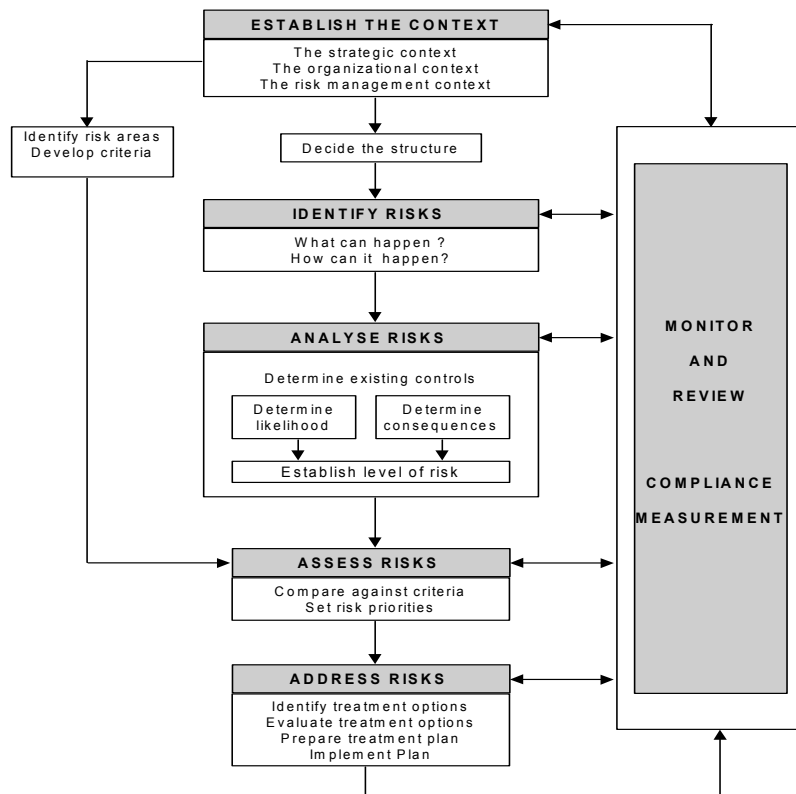 ESTABLISH THE CONTEXT
The strategic context
The organizational context
The risk management context
Identify risk areas
Develop criteria
Decide the structure
IDENTIFY RISKS
What can happen ?
How can it happen?
ANALYSE RISKS
Determine existing controls
Determine
likelihood
Determine
consequences
Establish level of risk
ASSESS RISKS
Compare against criteria
Set risk priorities
ADDRESS RISKS
Identify treatment options
Evaluate treatment options
Prepare treatment plan
Implement Plan
MONITOR
AND
REVIEW
COMPLIANCE
MEASUREMENT